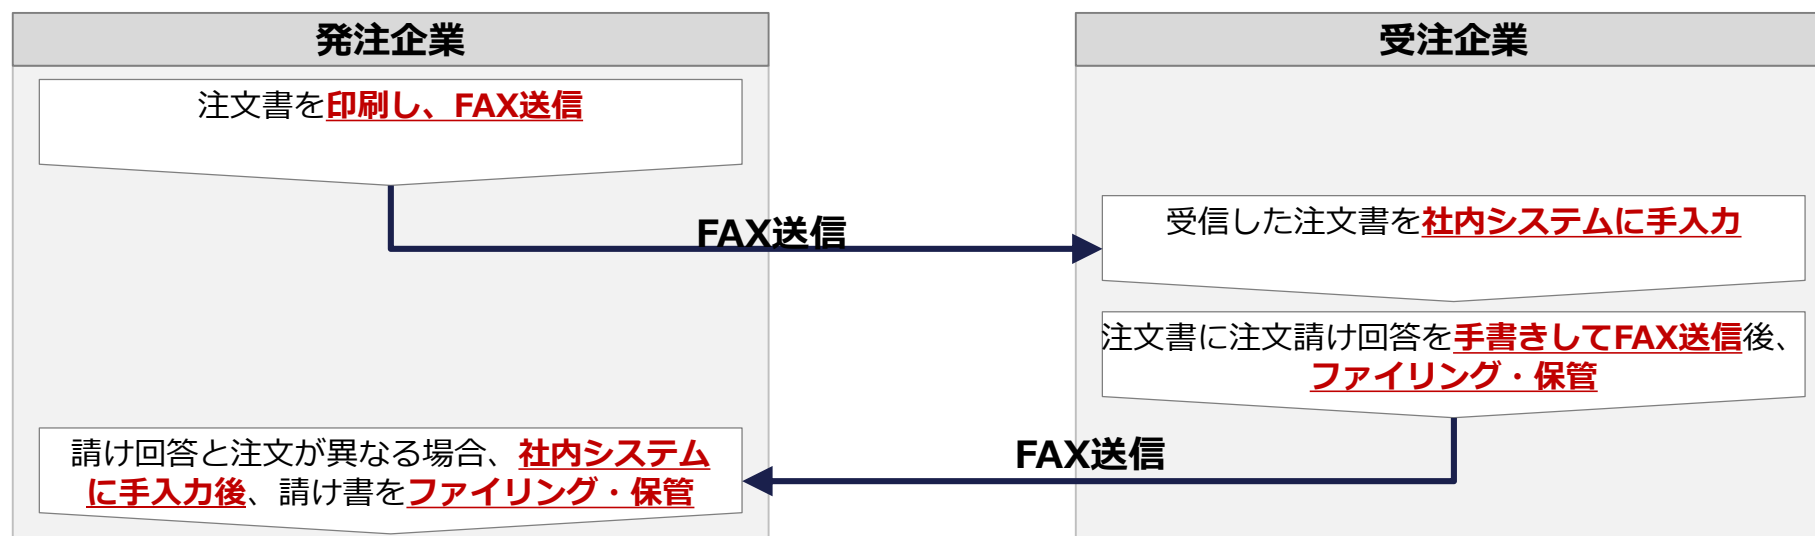 発注企業
受注企業
注文書を印刷し、FAX送信
FAX送信
受信した注文書を社内システムに手入力
注文書に注文請け回答を手書きしてFAX送信後、
ファイリング・保管
FAX送信
請け回答と注文が異なる場合、社内システム
に手入力後、請け書をファイリング・保管